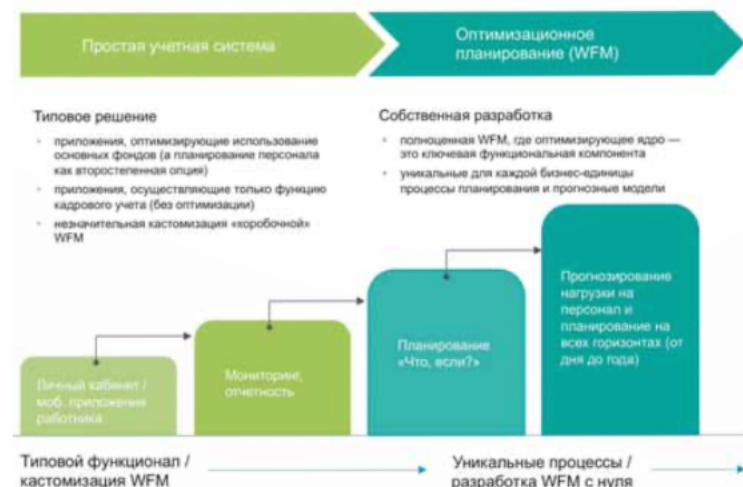 Простая учетная система
Оптимизационное
планирование (WFM)
Типовое решение
• приложения, оптимизирующие использование
основных фондов (а планирование персонала
как второстепенная опция)
• приложения, осуществляющие только функцию
кадрового учета (без оптимизации)
• незначительная кастомизация «коробочной»
WFM
Собственная разработка
• полноценная WFM, где оптимизирующее ядро —
это ключевая функциональная компонента
• уникальные для каждой бизнес-единицы
процессы планирования и прогнозные модели
Личный кабинет /
моб. приложение
работника
Мониторинг,
отчетность
Планирование
«Что, если?»
Прогнозирование
нагрузки на
персонал и
планирование на
всех горизонтах (от
дня до года)
Типовой функционал /
кастомизация WFM
Уникальные процессы /
разработка WFM с нуля